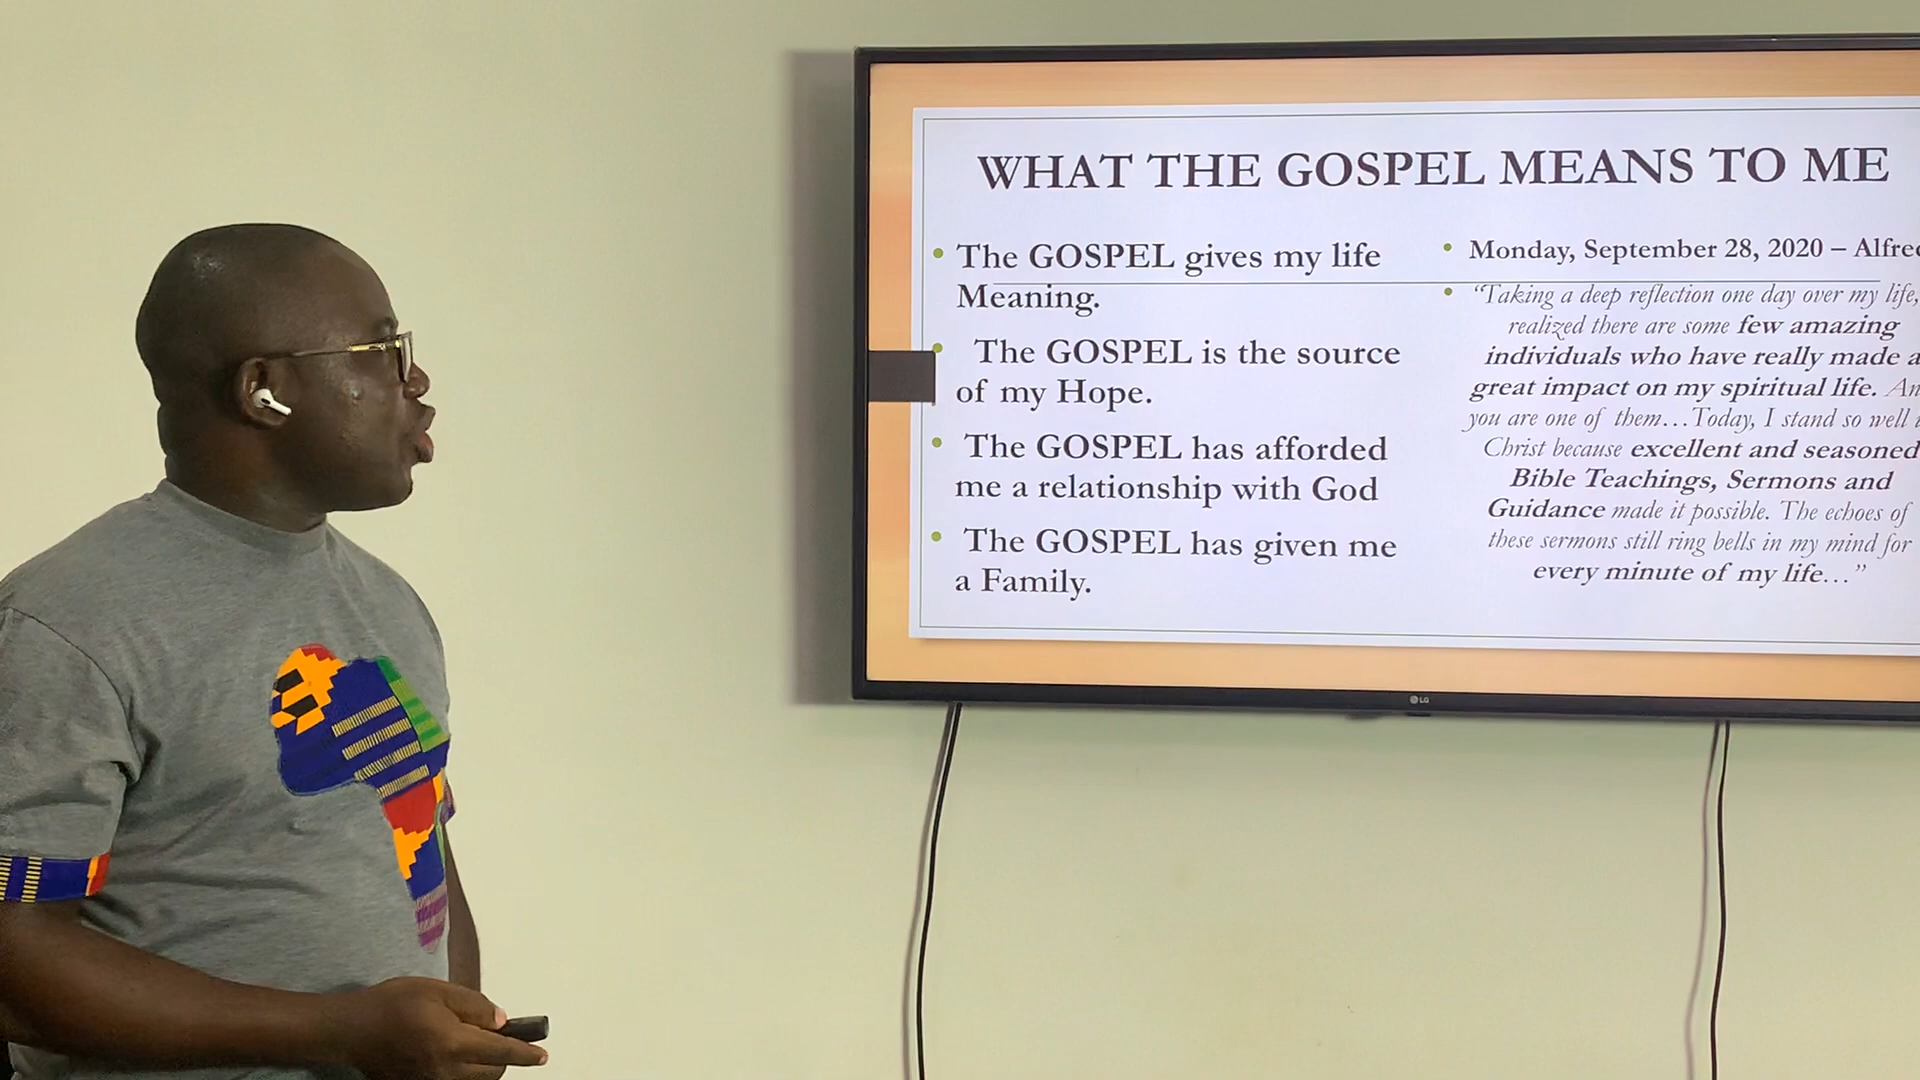 WHAT THE GOSPEL MEANS TO ME
The GOSPEL gives my life
Meaning.
The GOSPEL is the source
of my Hope.
The GOSPEL has afforded
me a relationship with God
The GOSPEL has given me
a Family.
Monday, September 28, 2020 – Alfred
“Taking a deep reflection one day over my life,
realized there are some few amazing
individuals who have really made a
great impact on my spiritual life.
you are one of them…Today, I stand so well
Christ because excellent and seasoned
Bible Teachings, Sermons and
Guidance made it possible. The echoes of
these sermons still ring bells in my mind for
every minute of my life…”
LG